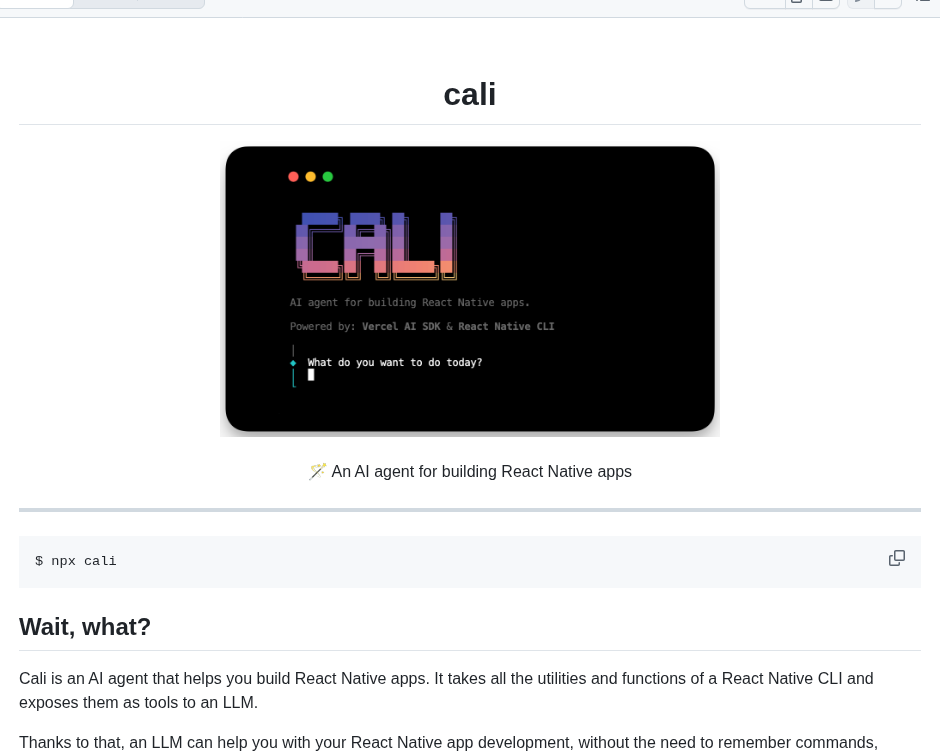 cali
CALI
AI agent for building React Native apps.
Powered by: Vercel AI SDK & React Native CLI
What do you want to do today?
🪄 An AI agent for building React Native apps
$ npx cali
Wait, what?
Cali is an AI agent that helps you build React Native apps. It takes all the utilities and functions of a React Native CLI and
exposes them as tools to an LLM.
Thanks to that, an LLM can help you with your React Native app development, without the need to remember commands,